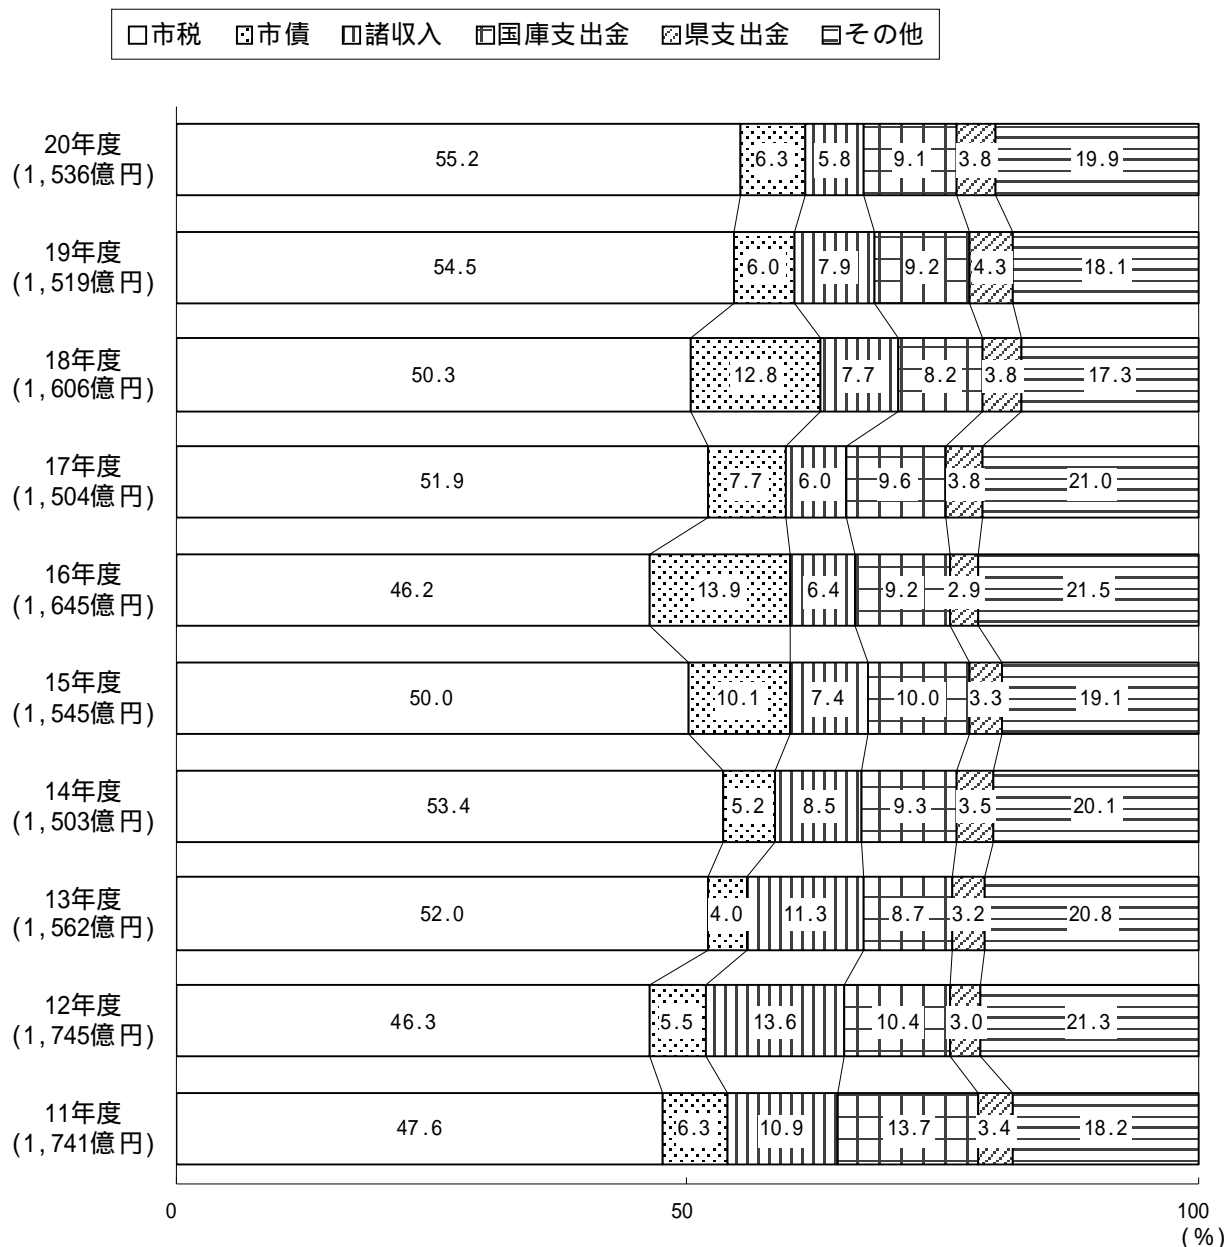 市税 市債 諸収入 国庫支出金 県支出金 その他
20年度
(1,536億円)
55.2 6.3 5.8 9.1 3.8 19.9
19年度
(1,519億円)
54.5 6.0 7.9 9.2 4.3 18.1
18年度
(1,606億円)
50.3 12.8 7.7 8.2 3.8 17.3
17年度
(1,504億円)
51.9 7.7 6.0 9.6 3.8 21.0
16年度
(1,645億円)
46.2 13.9 6.4 9.2 2.9 21.5
15年度
(1,545億円)
50.0 10.1 7.4 10.0 3.3 19.1
14年度
(1,503億円)
53.4 5.2 8.5 9.3 3.5 20.1
13年度
(1,562億円)
52.0 4.0 11.3 8.7 3.2 20.8
12年度
(1,745億円)
46.3 5.5 13.6 10.4 3.0 21.3
11年度
(1,741億円)
47.6 6.3 10.9 13.7 3.4 18.2
0 50 100
(%)